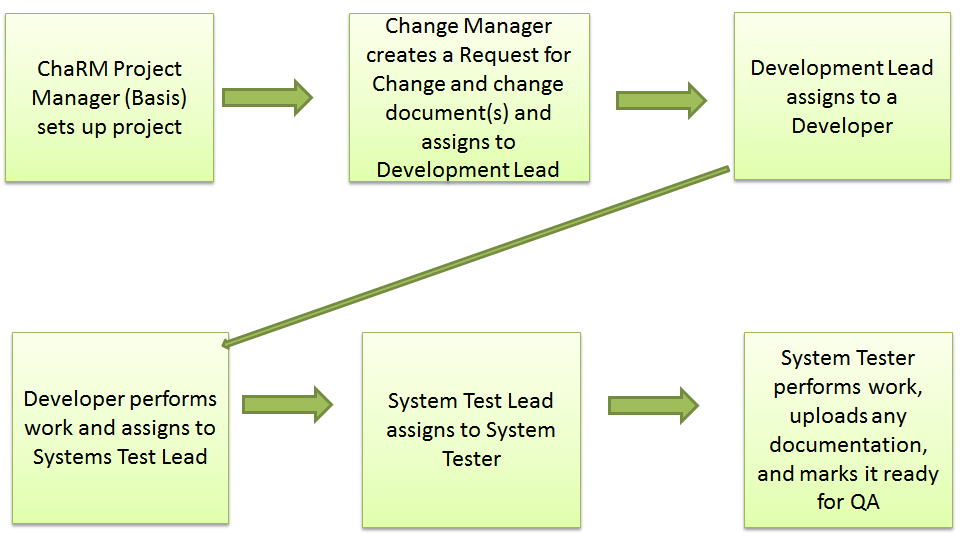 ChaRM Project
Manager (Basis)
sets up project
Change Manager
creates a Request for
Change and change
document(s) and
assigns to
Development Lead
Development Lead
assigns to a
Developer
Developer performs
work and assigns to
Systems Test Lead
System Test Lead
assigns to System
Tester
System Tester
performs work,
uploads any
documentation,
and marks it ready
for QA